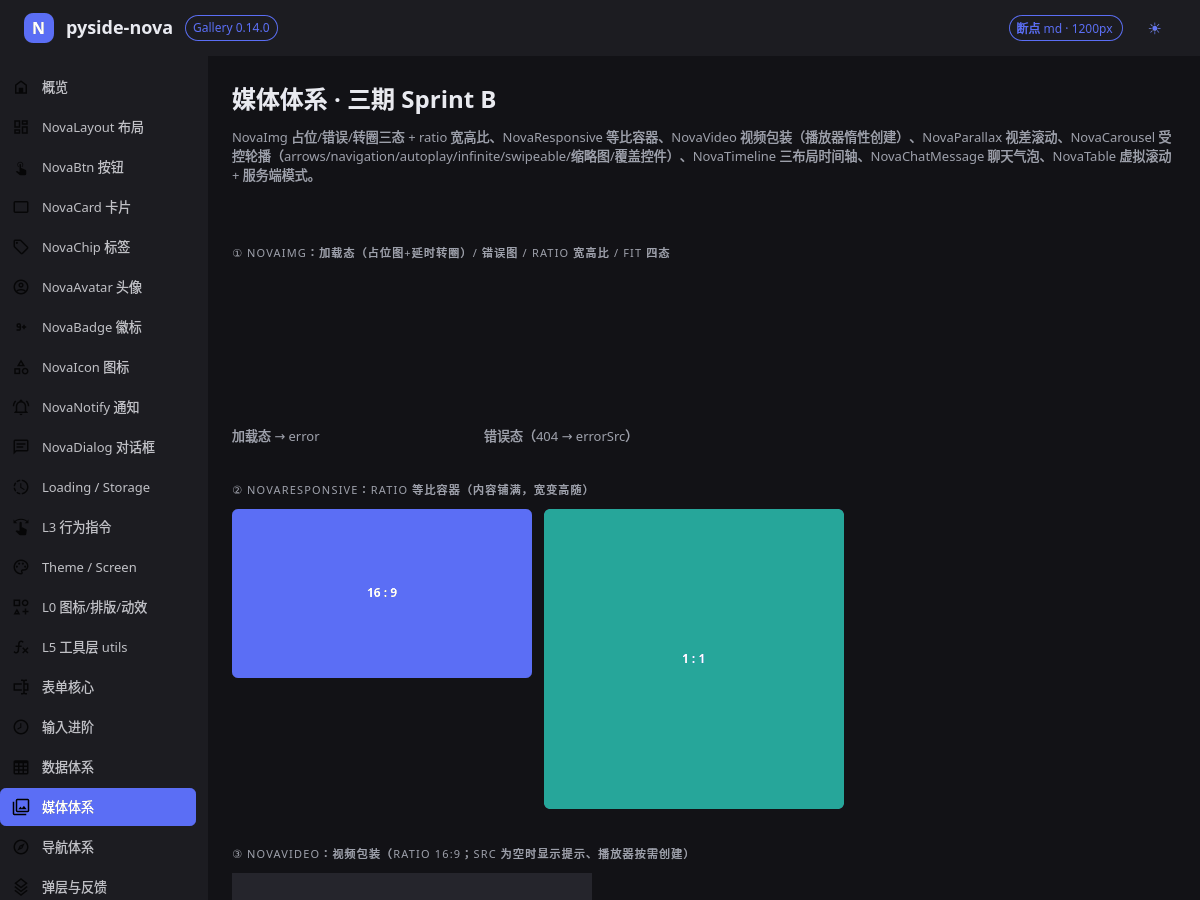 N pyside-nova Gallery 0.14.0 断点 md · 1200px
概览
NovaLayout 布局
NovaBtn 按钮
NovaCard 卡片
NovaChip 标签
NovaAvatar 头像
9+ NovaBadge 徽标
NovaIcon 图标
NovaNotify 通知
NovaDialog 对话框
Loading / Storage
L3 行为指令
Theme / Screen
L0 图标/排版/动效
L5 工具层 utils
表单核心
输入进阶
数据体系
媒体体系
导航体系
弹层与反馈
媒体体系 · 三期 Sprint B
NovaImg 占位/错误/转圈三态 + ratio 宽高比、NovaResponsive 等比容器、NovaVideo 视频包装（播放器惰性创建）、NovaParallax 视差滚动、NovaCarousel 受
控轮播（arrows/navigation/autoplay/infinite/swipeable/缩略图/覆盖控件）、NovaTimeline 三布局时间轴、NovaChatMessage 聊天气泡、NovaTable 虚拟滚动
+ 服务端模式。
① NOVAIMG：加载态（占位图+延时转圈）/ 错误图 / RATIO 宽高比 / FIT 四态
加载态 → error
错误态（404 → errorSrc）
② NOVARESPONSIVE：RATIO 等比容器（内容铺满，宽变高随）
16 : 9
1 : 1
③ NOVAVIDEO：视频包装（RATIO 16:9；SRC 为空时显示提示、播放器按需创建）